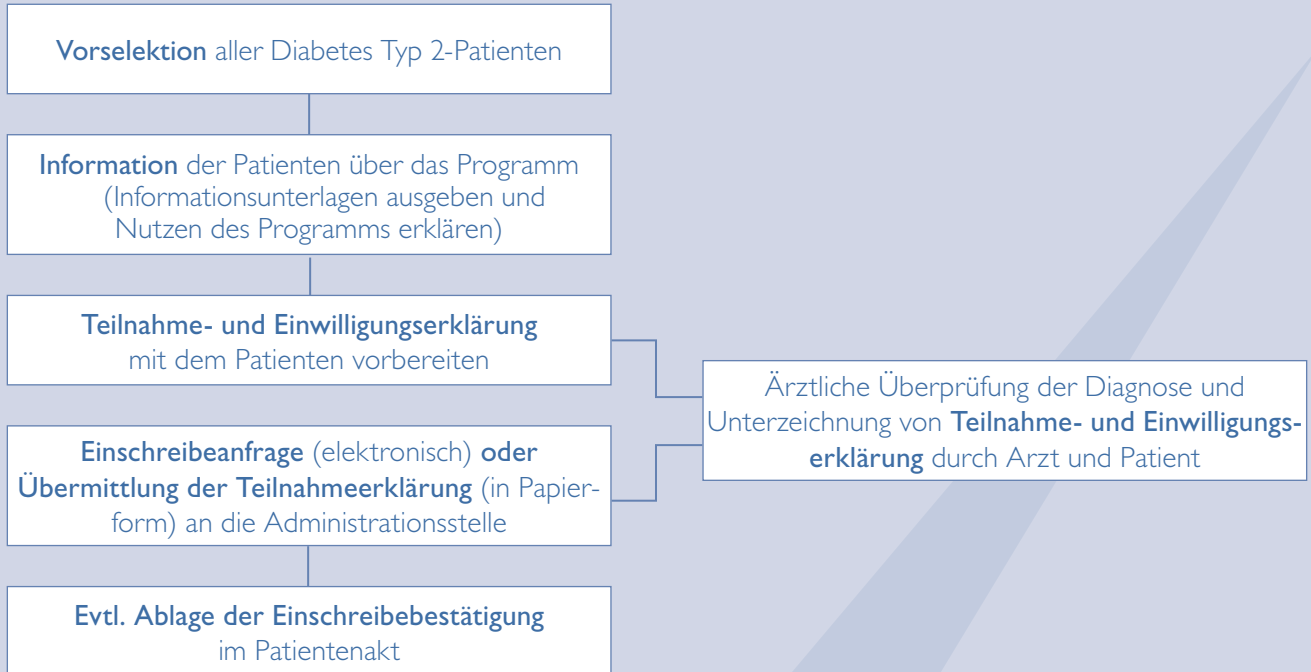 Vorselektion aller Diabetes Typ 2-Patienten
Information der Patienten über das Programm
(Informationsunterlagen ausgeben und
Nutzen des Programms erklären)
Teilnahme- und Einwilligungserklärung
mit dem Patienten vorbereiten
Ärztliche Überprüfung der Diagnose und
Unterzeichnung von Teilnahme- und Einwilligungs-
erklärung durch Arzt und Patient
Einschreibeanfrage (elektronisch) oder
Übermittlung der Teilnahmeerklärung (in Papier-
form) an die Administrationsstelle
Evtl. Ablage der Einschreibebestätigung
im Patientenakt